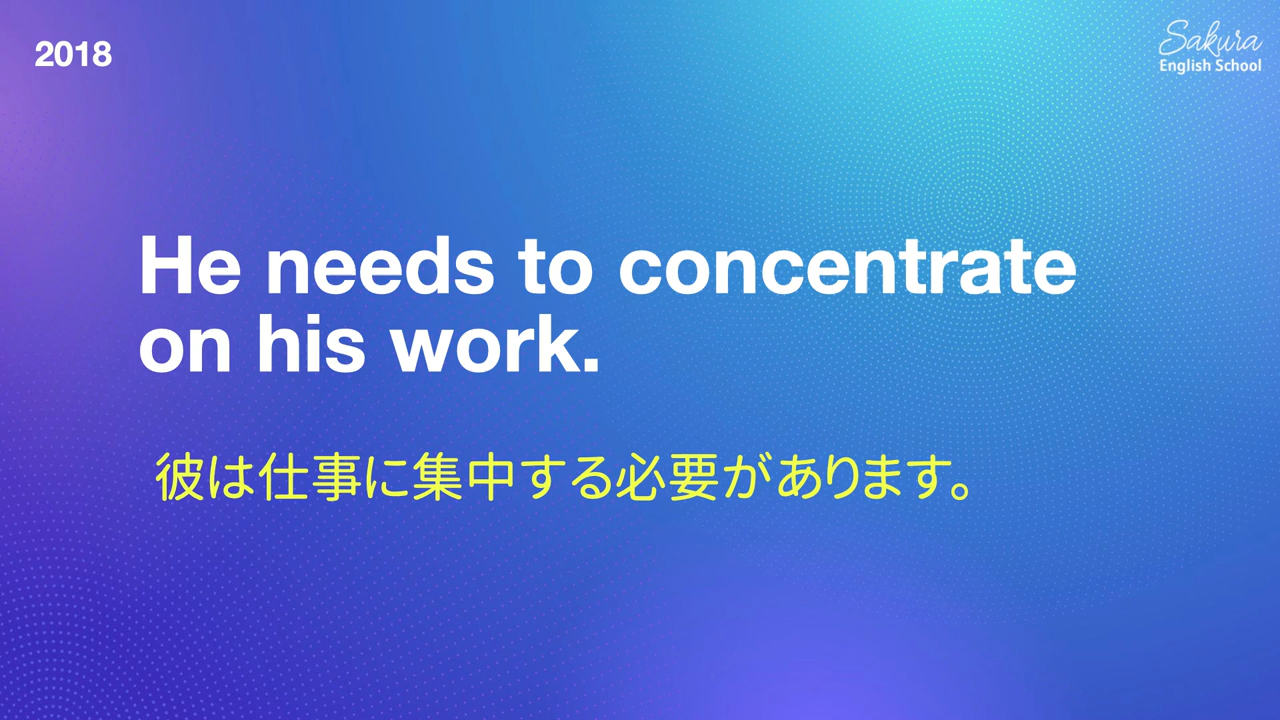 2018
Sakura
English School
He needs to concentrate
on his work.
彼は仕事に集中する必要があります。